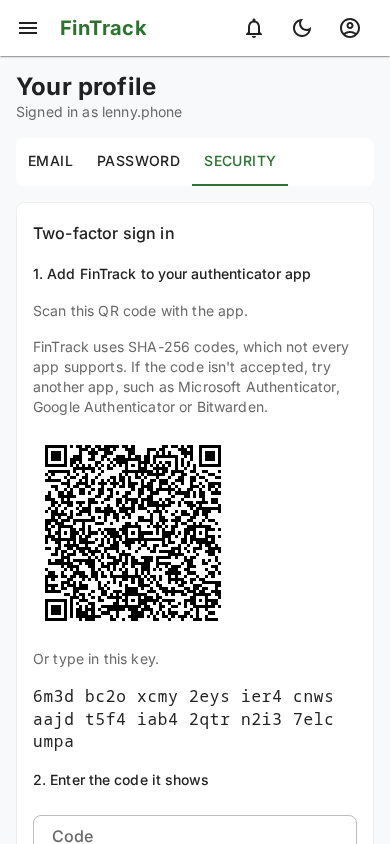 FinTrack
Your profile
Signed in as lenny.phone
EMAIL PASSWORD SECURITY
Two-factor sign in
1. Add FinTrack to your authenticator app
Scan this QR code with the app.
FinTrack uses SHA-256 codes, which not every
app supports. If the code isn't accepted, try
another app, such as Microsoft Authenticator,
Google Authenticator or Bitwarden.
Or type in this key.
6m3d bc2o xcmy 2eys ier4 cnws
aajd t5f4 iab4 2qtr n2i3 7elc
umpa
2. Enter the code it shows
Code